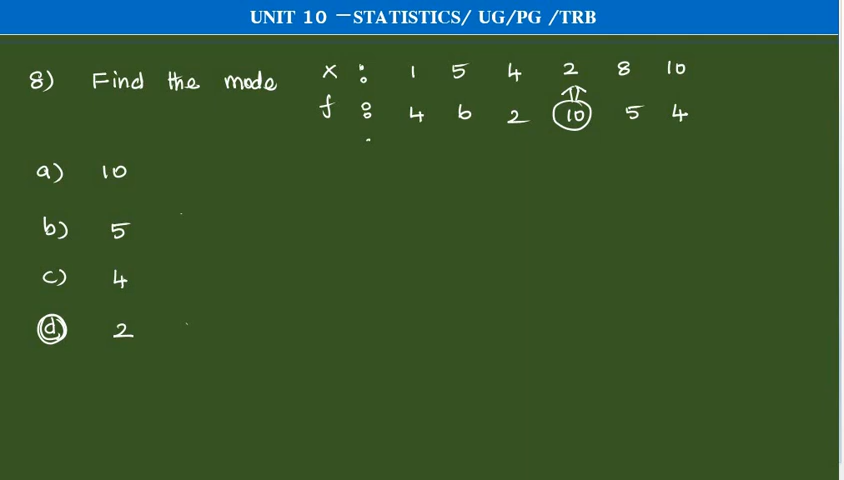 UNIT 10 –STATISTICS/ UG/PG /TRB
8) Find the mode x : 1 5 4 2 8 10
f : 4 6 2 10 5 4
a) 10
b) 5
c) 4
d) 2